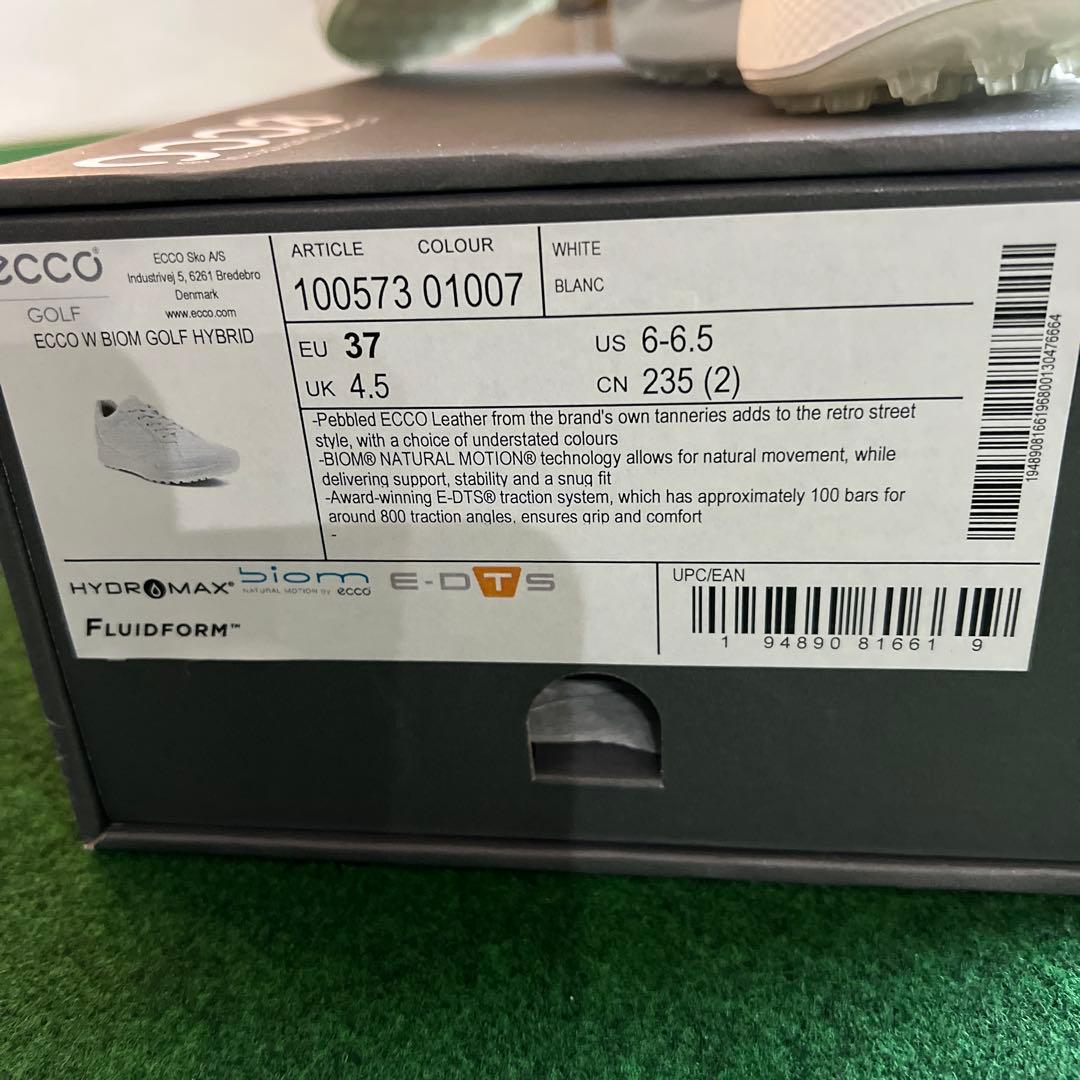 ecco
ecco®
GOLF
ECCO W BIOM GOLF HYBRID
ECCO Sko A/S
Industrivej 5, 6261 Bredebro
Denmark
www.ecco.com
ARTICLE COLOUR
100573 01007
WHITE
BLANC
EU 37
US 6-6.5
UK 4.5
CN 235 (2)
-Pebbled ECCO Leather from the brand's own tanneries adds to the retro street
style, with a choice of understated colours
-BIOM® NATURAL MOTION® technology allows for natural movement, while
delivering support, stability and a snug fit
-Award-winning E-DTS® traction system, which has approximately 100 bars for
around 800 traction angles, ensures grip and comfort
-
19489081661968001304766​64
HYDROMAX® biom E-DTS
NATURAL MOTION BY ecco
FLUIDFORM™
UPC/EAN
1 94890 81661 9